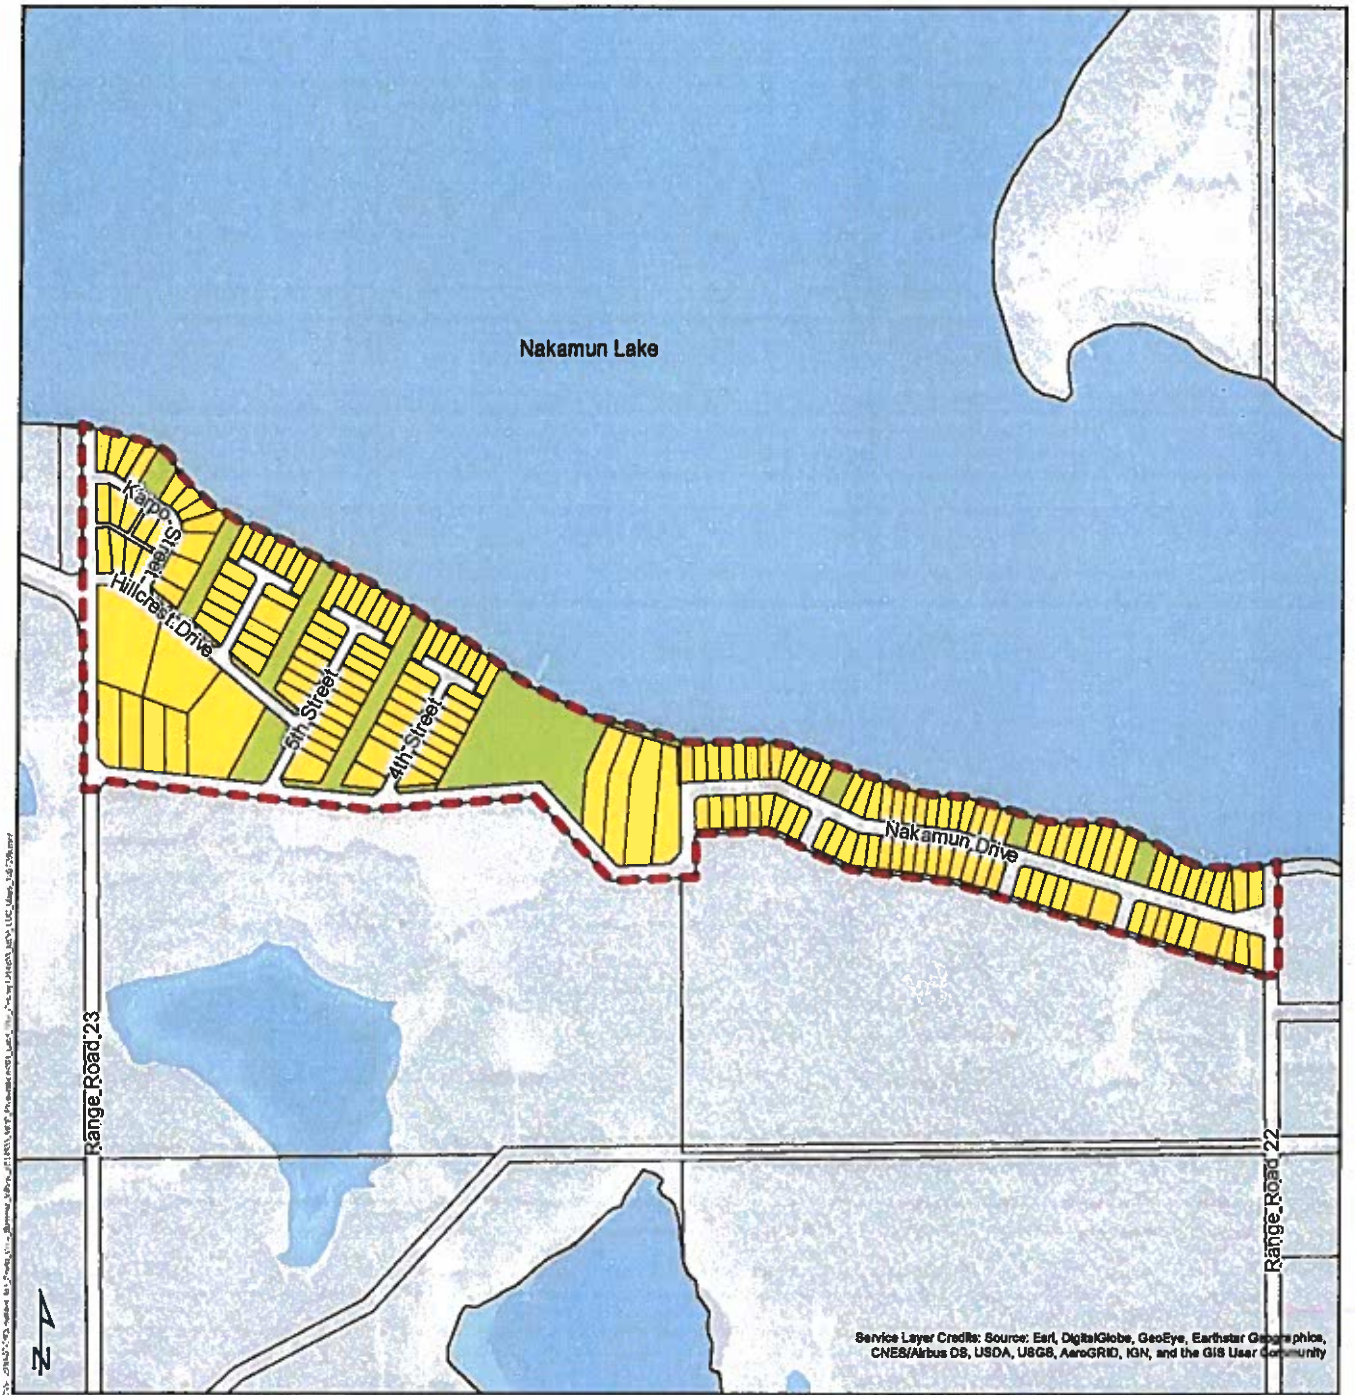 Nakamun Lake
Karpo Street
Hillcrest Drive
5th Street
4th Street
Nakamun Drive
Range Road 23
Range Road 22
N
Service Layer Credits: Source: Esri, DigitalGlobe, GeoEye, Earthstar Geographics,
CNES/Airbus DS, USDA, USGS, AeroGRID, IGN, and the GIS User Community